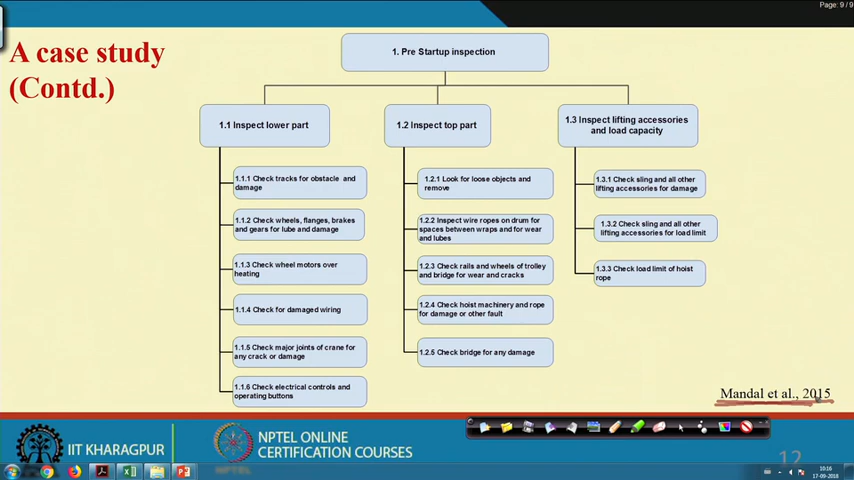 Page: 9 / 9
A case study
(Contd.)
1. Pre Startup inspection
1.1 Inspect lower part
1.1.1 Check tracks for obstacle and
damage
1.1.2 Check wheels, flanges, brakes
and gears for lube and damage
1.1.3 Check wheel motors over
heating
1.1.4 Check for damaged wiring
1.1.5 Check major joints of crane for
any crack or damage
1.1.6 Check electrical controls and
operating buttons
1.2 Inspect top part
1.2.1 Look for loose objects and
remove
1.2.2 Inspect wire ropes on drum for
spaces between wraps and for wear
and lubes
1.2.3 Check rails and wheels of trolley
and bridge for wear and cracks
1.2.4 Check hoist machinery and rope
for damage or other fault
1.2.5 Check bridge for any damage
1.3 Inspect lifting accessories
and load capacity
1.3.1 Check sling and all other
lifting accessories for damage
1.3.2 Check sling and all other
lifting accessories for load limit
1.3.3 Check load limit of hoist
rope
Mandal et al., 2015
IIT KHARAGPUR
NPTEL ONLINE
CERTIFICATION COURSES
NPTEL
12
10:16
17-09-2018